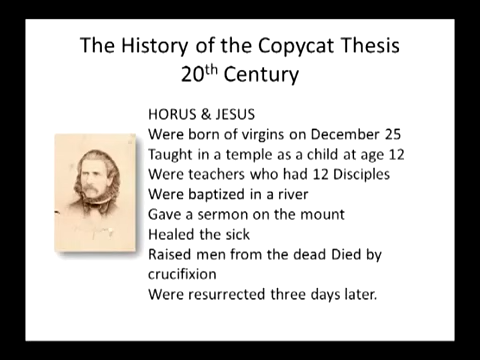 The History of the Copycat Thesis
20th Century
HORUS & JESUS
Were born of virgins on December 25
Taught in a temple as a child at age 12
Were teachers who had 12 Disciples
Were baptized in a river
Gave a sermon on the mount
Healed the sick
Raised men from the dead Died by
crucifixion
Were resurrected three days later.